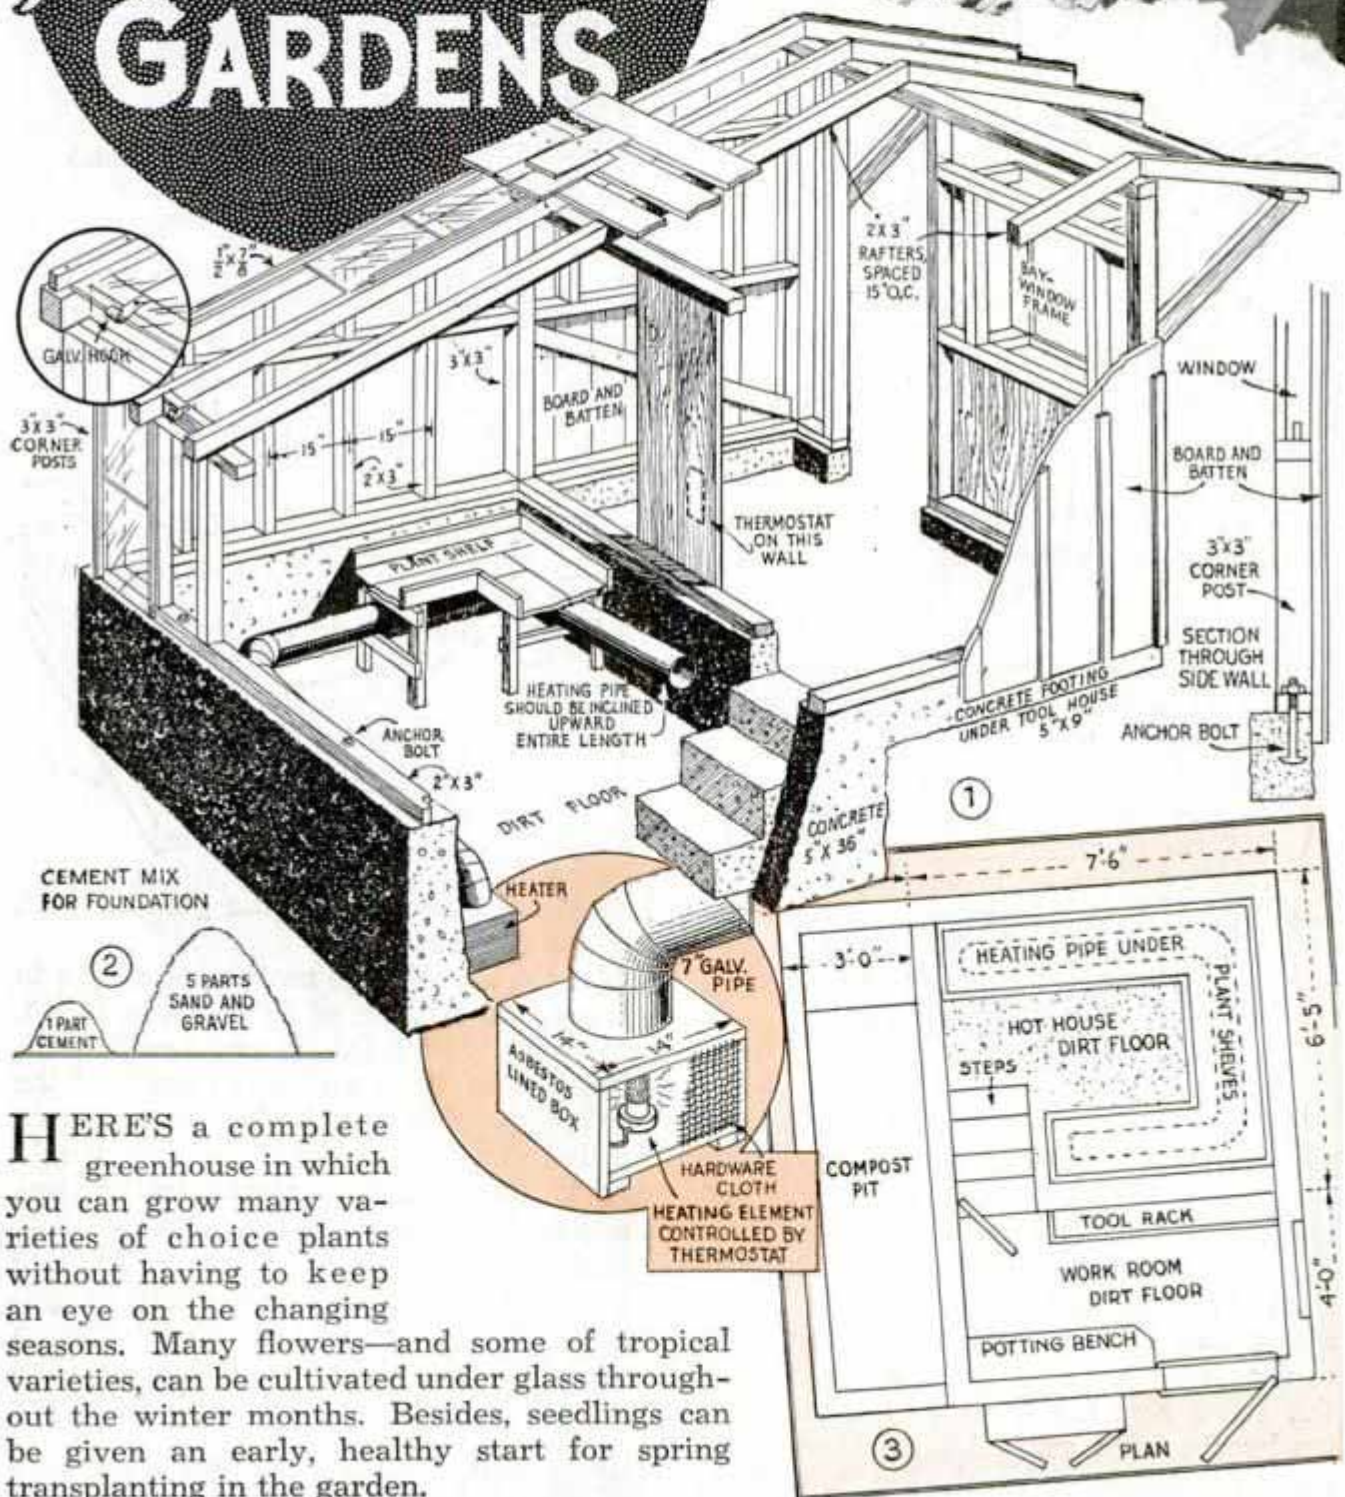 GARDENS
1/2" x 7/8"
GALV. HOOK
3"X3"
CORNER
POSTS
15"
15"
2"X3"
3"X3"
BOARD AND
BATTEN
2"X3"
RAFTERS,
SPACED
15" O.C.
BAY-
WINDOW
FRAME
WINDOW
BOARD AND
BATTEN
3"X3"
CORNER
POST
SECTION
THROUGH
SIDE WALL
ANCHOR BOLT
THERMOSTAT
ON THIS
WALL
PLANT SHELF
HEATING PIPE
SHOULD BE INCLINED
UPWARD
ENTIRE LENGTH
ANCHOR
BOLT
2"X3"
DIRT FLOOR
CONCRETE FOOTING
UNDER TOOL HOUSE
5"X9"
CONCRETE
5"X36"
1
CEMENT MIX
FOR FOUNDATION
2
1 PART
CEMENT
5 PARTS
SAND AND
GRAVEL
HEATER
7" GALV.
PIPE
14"
14"
ASBESTOS
LINED BOX
HARDWARE
CLOTH
HEATING ELEMENT
CONTROLLED BY
THERMOSTAT
7'-6"
3'-0"
HEATING PIPE UNDER
PLANT SHELVES
HOT HOUSE
DIRT FLOOR
STEPS
6'-5"
COMPOST
PIT
TOOL RACK
WORK ROOM
DIRT FLOOR
4'-0"
POTTING BENCH
3
PLAN
HERE'S a complete
greenhouse in which
you can grow many va-
rieties of choice plants
without having to keep
an eye on the changing
seasons. Many flowers—and some of tropical
varieties, can be cultivated under glass through-
out the winter months. Besides, seedlings can
be given an early, healthy start for spring
transplanting in the garden.